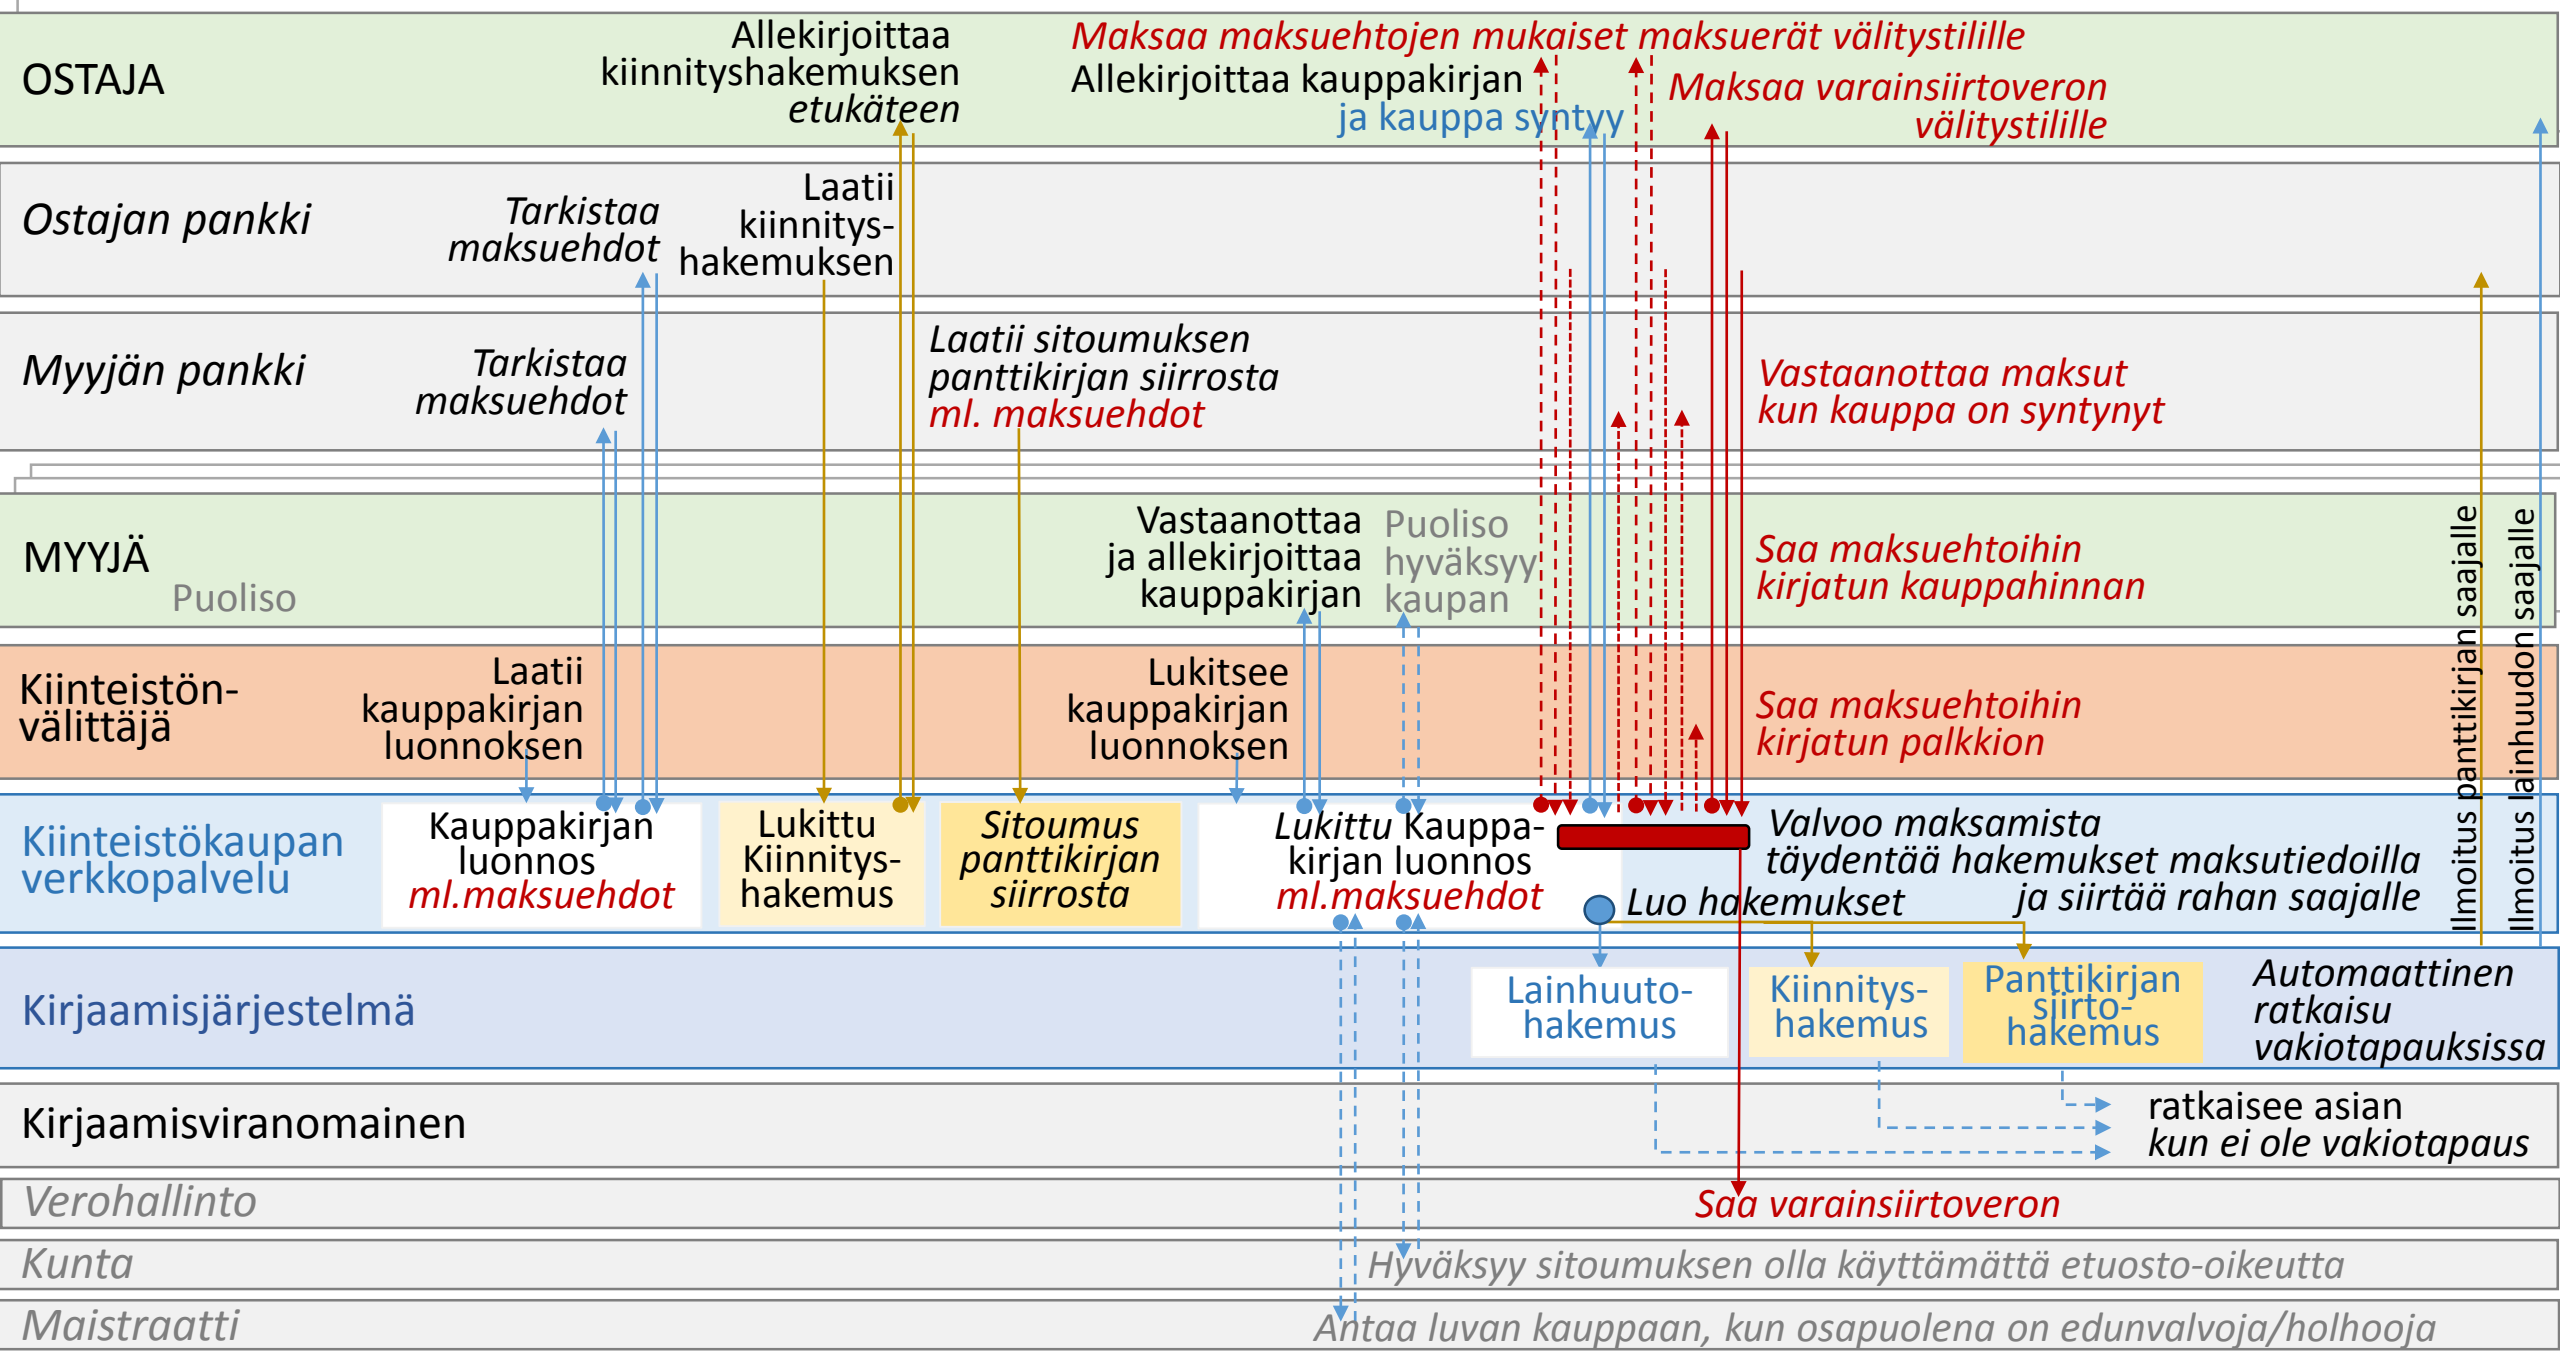 OSTAJA
Allekirjoittaa
kiinnityshakemuksen
etukäteen
Maksaa maksuehtojen mukaiset maksuerät välitystilille
Allekirjoittaa kauppakirjan
ja kauppa syntyy
Maksaa varainsiirtoveron
välitystilille
Ostajan pankki
Tarkistaa
maksuehdot
Laatii
kiinnitys-
hakemuksen
Myyjän pankki
Tarkistaa
maksuehdot
Laatii sitoumuksen
panttikirjan siirrosta
ml. maksuehdot
Vastaanottaa maksut
kun kauppa on syntynyt
MYYJÄ
Puoliso
Vastaanottaa
ja allekirjoittaa
kauppakirjan
Puoliso
hyväksyy
kaupan
Saa maksuehtoihin
kirjatun kauppahinnan
Kiinteistön-
välittäjä
Laatii
kauppakirjan
luonnoksen
Lukitsee
kauppakirjan
luonnoksen
Saa maksuehtoihin
kirjatun palkkion
Ilmoitus panttikirjan saajalle
Ilmoitus lainhuudon saajalle
Kiinteistökaupan
verkkopalvelu
Kauppakirjan
luonnos
ml.maksuehdot
Lukittu
Kiinnitys-
hakemus
Sitoumus
panttikirjan
siirrosta
Lukittu Kauppa-
kirjan luonnos
ml.maksuehdot
Valvoo maksamista
täydentää hakemukset maksutiedoilla
ja siirtää rahan saajalle
Luo hakemukset
Kirjaamisjärjestelmä
Lainhuuto-
hakemus
Kiinnitys-
hakemus
Panttikirjan
siirto-
hakemus
Automaattinen
ratkaisu
vakiotapauksissa
Kirjaamisviranomainen
ratkaisee asian
kun ei ole vakiotapaus
Verohallinto
Saa varainsiirtoveron
Kunta
Hyväksyy sitoumuksen olla käyttämättä etuosto-oikeutta
Maistraatti
Antaa luvan kauppaan, kun osapuolena on edunvalvoja/holhooja